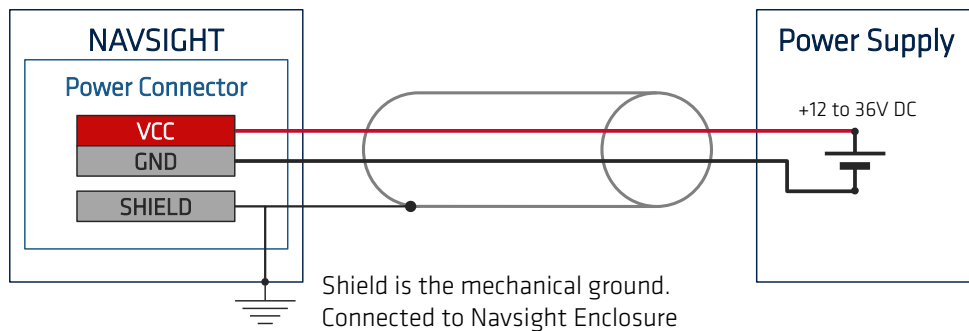 NAVSIGHT
Power Connector
VCC
GND
SHIELD
Power Supply
+12 to 36V DC
Shield is the mechanical ground.
Connected to Navsight Enclosure